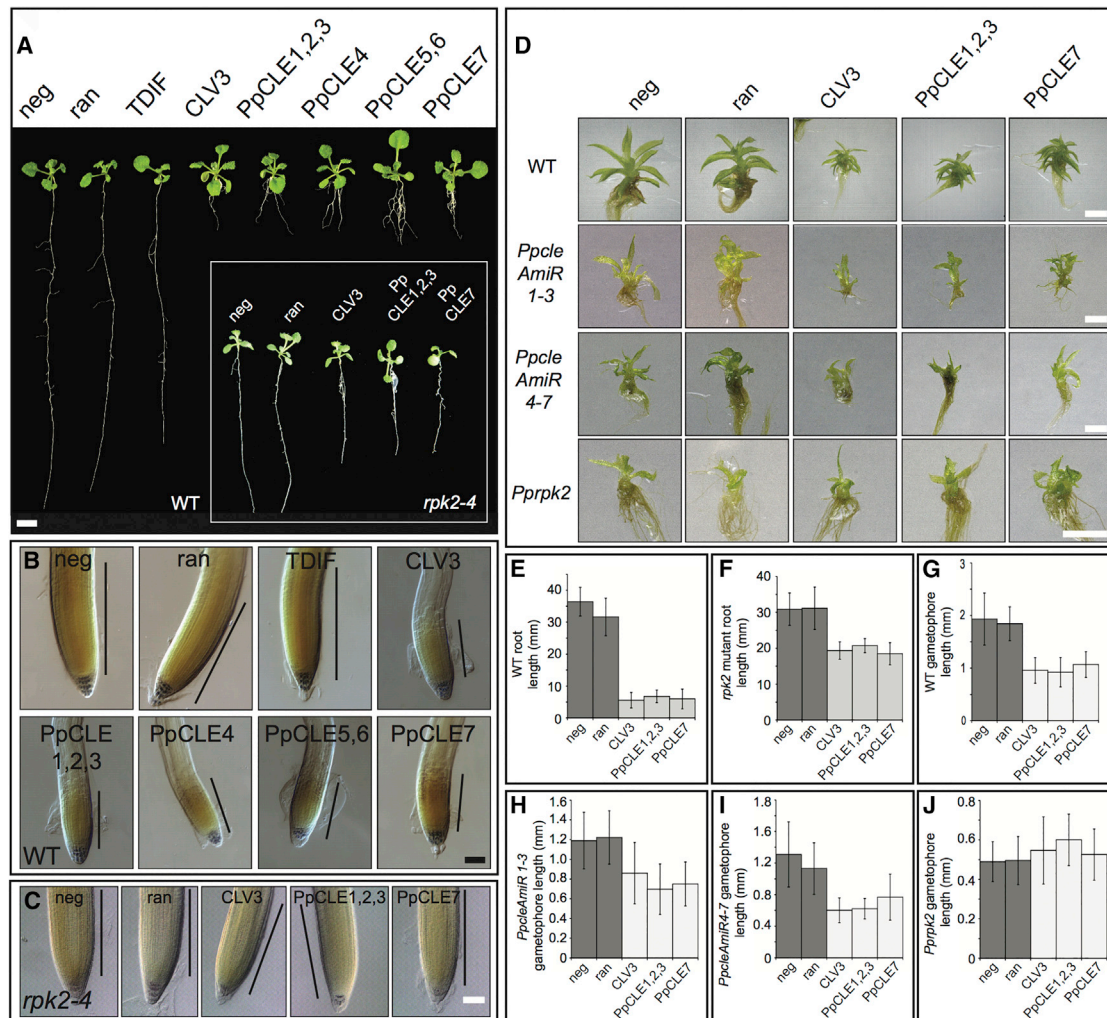 A
neg ran TDIF CLV3 PpCLE1,2,3 PpCLE4 PpCLE5,6 PpCLE7
neg ran CLV3 Pp CLE1,2,3 Pp CLE7
WT
rpk2-4
B
neg ran TDIF CLV3
PpCLE 1,2,3 PpCLE4 PpCLE5,6 PpCLE7
WT
C
neg ran CLV3 PpCLE1,2,3 PpCLE7
rpk2-4
D
neg ran CLV3 PpCLE1,2,3 PpCLE7
WT
Ppcle
AmiR
1-3
Ppcle
AmiR
4-7
Pprpk2
E
WT root
length (mm)
40
30
20
10
0
neg ran CLV3 PpCLE1,2,3 PpCLE7
F
rpk2 mutant root
length (mm)
40
30
20
10
0
neg ran CLV3 PpCLE1,2,3 PpCLE7
G
WT gametophore
length (mm)
3
2
1
0
neg ran CLV3 PpCLE1,2,3 PpCLE7
H
PpcleAmiR 1-3
gametophore length (mm)
1.6
1.2
0.8
0.4
0
neg ran CLV3 PpCLE1,2,3 PpCLE7
I
PpcleAmiR4-7 gametophore
length (mm)
2.0
1.6
1.2
0.8
0.4
0
neg ran CLV3 PpCLE1,2,3 PpCLE7
J
Pprpk2 gametophore
length (mm)
0.8
0.6
0.4
0.2
0
neg ran CLV3 PpCLE1,2,3 PpCLE7